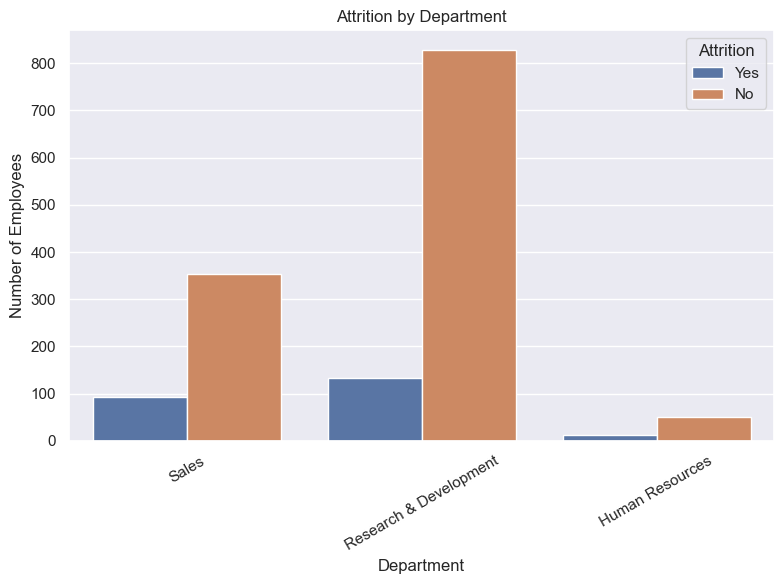 Attrition by Department
Attrition
Yes
No
Number of Employees
800
700
600
500
400
300
200
100
0
Sales
Research & Development
Human Resources
Department